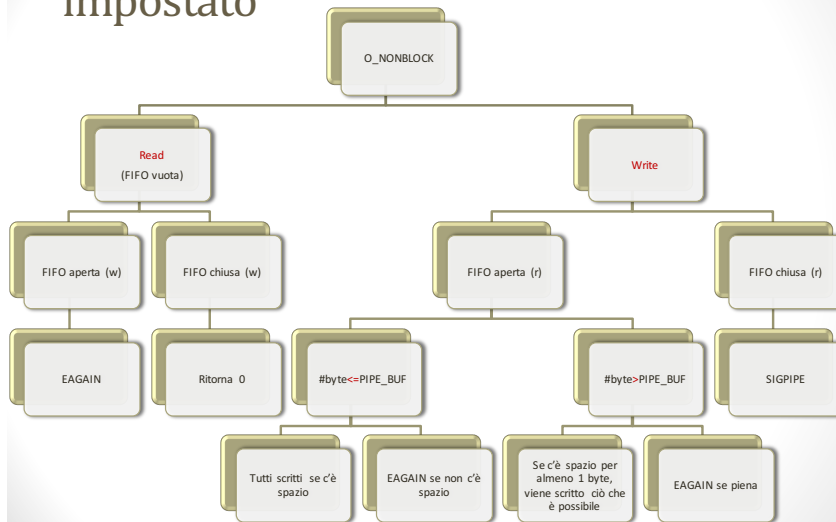 impostato
O_NONBLOCK
Read
(FIFO vuota)
Write
FIFO aperta (w)
FIFO chiusa (w)
FIFO aperta (r)
FIFO chiusa (r)
EAGAIN
Ritorna 0
#byte<=PIPE_BUF
#byte>PIPE_BUF
SIGPIPE
Tutti scritti se c'è
spazio
EAGAIN se non c'è
spazio
Se c'è spazio per
almeno 1 byte,
viene scritto ciò che
è possibile
EAGAIN se piena